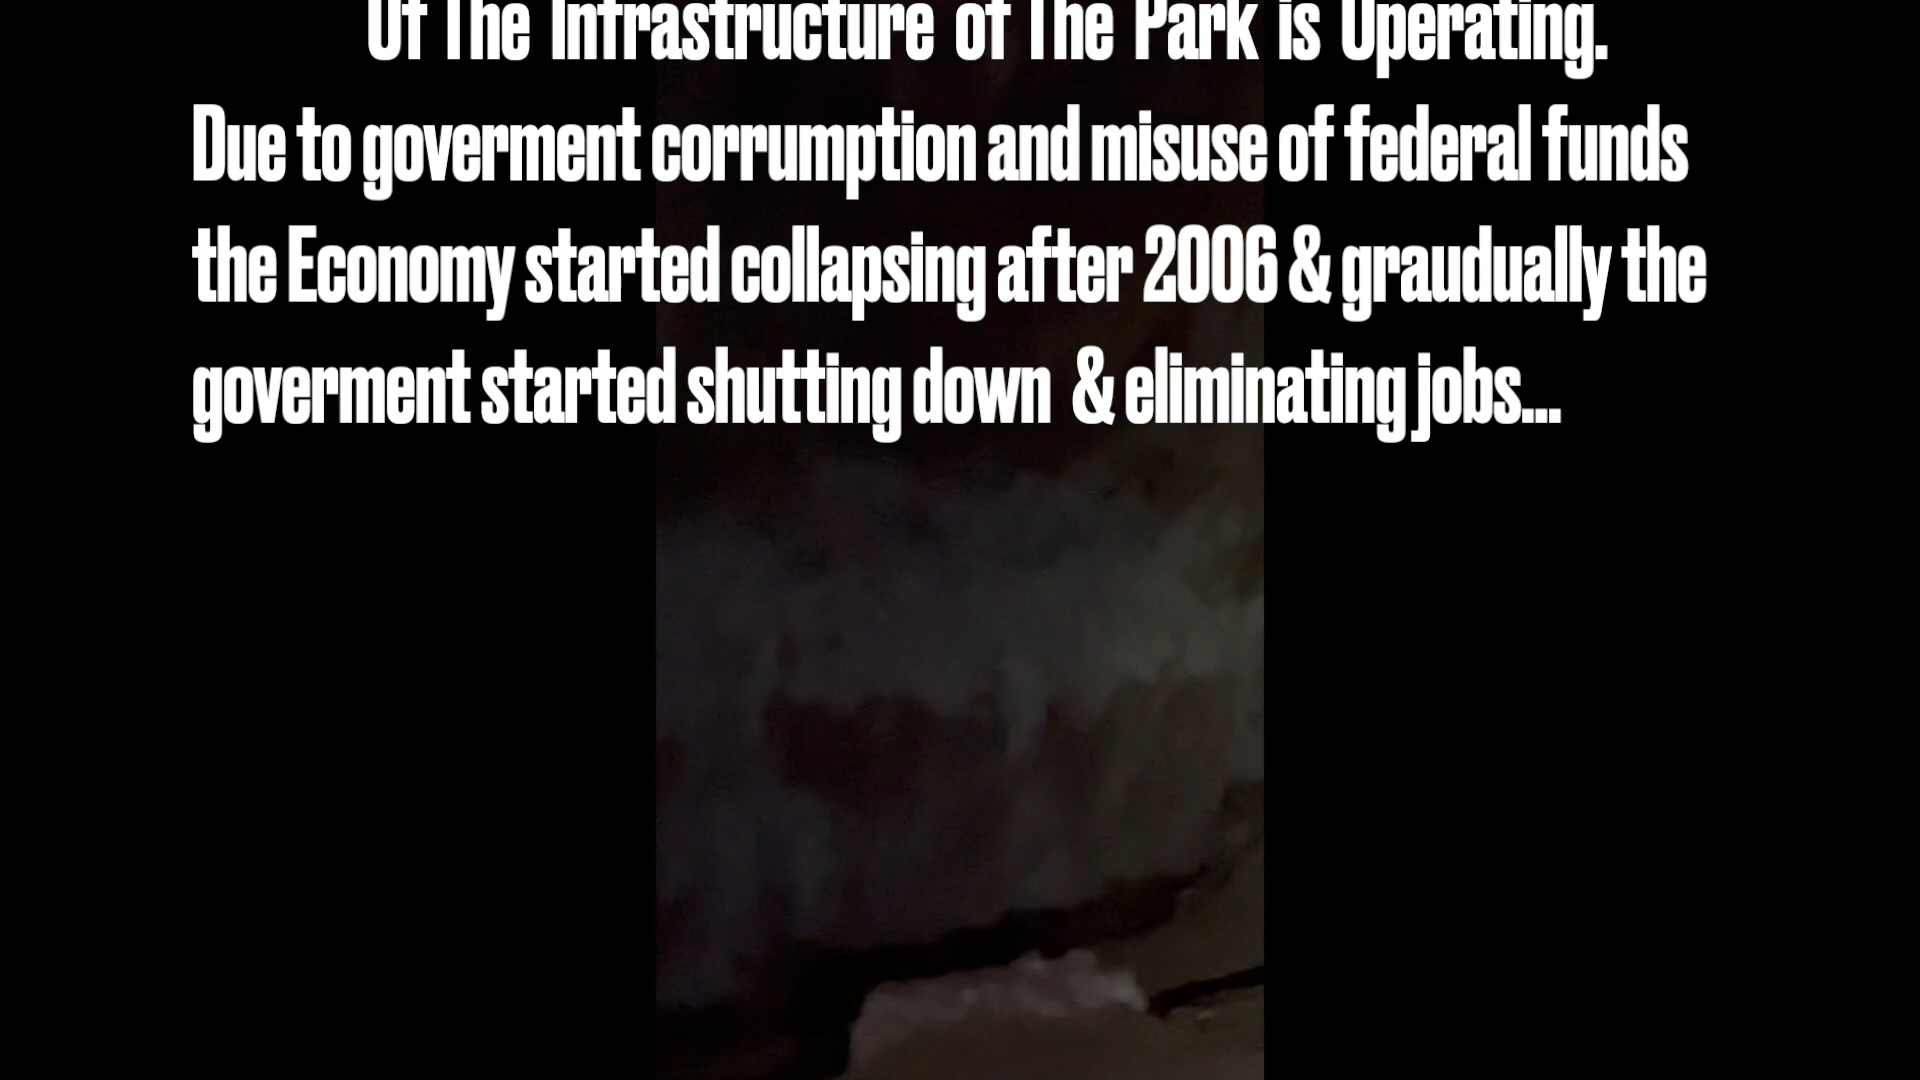 Of The Infrastructure of The Park is Operating.
Due to goverment corrumption and misuse of federal funds
the Economy started collapsing after 2006 & graudually the
goverment started shutting down & eliminating jobs...